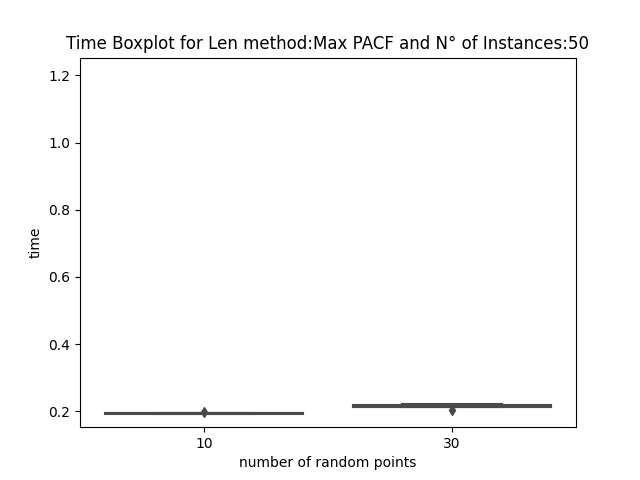 Time Boxplot for Len method:Max PACF and N° of Instances:50
1.2
1.0
0.8
0.6
0.4
0.2
time
10 30
number of random points